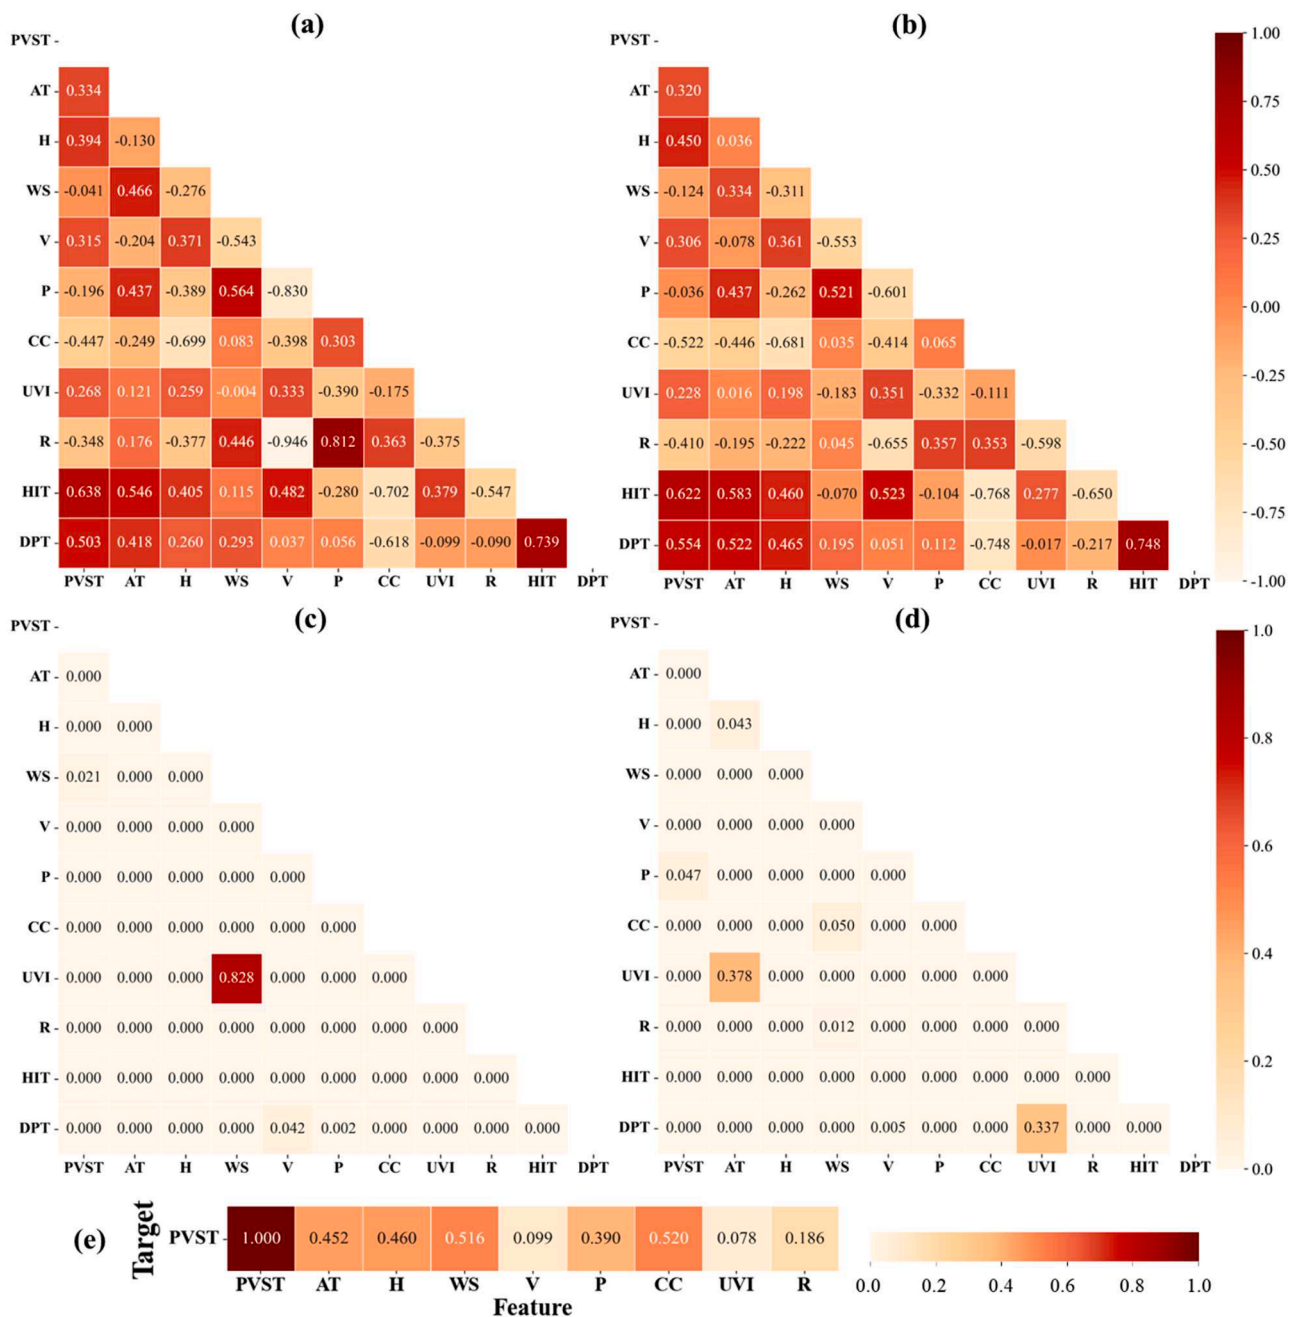 (a) (b)
PVST PVST 1.00
AT 0.334 AT 0.320 0.75
H 0.394 -0.130 H 0.450 0.036
WS -0.041 0.466 -0.276 WS -0.124 0.334 -0.311 0.50
V 0.315 -0.204 0.371 -0.543 V 0.306 -0.078 0.361 -0.553 0.25
P -0.196 0.437 -0.389 0.564 -0.830 P -0.036 0.437 -0.262 0.521 -0.601 0.00
CC -0.447 -0.249 -0.699 0.083 -0.398 0.303 CC -0.522 -0.446 -0.681 0.035 -0.414 0.065 -0.25
UVI 0.268 0.121 0.259 -0.004 0.333 -0.390 -0.175 UVI 0.228 0.016 0.198 -0.183 0.351 -0.332 -0.111
R -0.348 0.176 -0.377 0.446 -0.946 0.812 0.363 -0.375 R -0.410 -0.195 -0.222 0.045 -0.655 0.357 0.353 -0.598 -0.50
HIT 0.638 0.546 0.405 0.115 0.482 -0.280 -0.702 0.379 -0.547 HIT 0.622 0.583 0.460 -0.070 0.523 -0.104 -0.768 0.277 -0.650 -0.75
DPT 0.503 0.418 0.260 0.293 0.037 0.056 -0.618 -0.099 -0.090 0.739 DPT 0.554 0.522 0.465 0.195 0.051 0.112 -0.748 -0.017 -0.217 0.748
PVST AT H WS V P CC UVI R HIT DPT PVST AT H WS V P CC UVI R HIT DPT -1.00
(c) (d)
PVST PVST 1.0
AT 0.000 AT 0.000
H 0.000 0.000 H 0.000 0.043 0.8
WS 0.021 0.000 0.000 WS 0.000 0.000 0.000
V 0.000 0.000 0.000 0.000 V 0.000 0.000 0.000 0.000 0.6
P 0.000 0.000 0.000 0.000 0.000 P 0.047 0.000 0.000 0.000 0.000
CC 0.000 0.000 0.000 0.000 0.000 0.000 CC 0.000 0.000 0.000 0.050 0.000 0.000 0.4
UVI 0.000 0.000 0.000 0.828 0.000 0.000 0.000 UVI 0.000 0.378 0.000 0.000 0.000 0.000 0.000
R 0.000 0.000 0.000 0.000 0.000 0.000 0.000 0.000 R 0.000 0.000 0.000 0.012 0.000 0.000 0.000 0.000
HIT 0.000 0.000 0.000 0.000 0.000 0.000 0.000 0.000 0.000 HIT 0.000 0.000 0.000 0.000 0.000 0.000 0.000 0.000 0.000 0.2
DPT 0.000 0.000 0.000 0.000 0.042 0.002 0.000 0.000 0.000 0.000 DPT 0.000 0.000 0.000 0.000 0.005 0.000 0.000 0.337 0.000 0.000
PVST AT H WS V P CC UVI R HIT DPT PVST AT H WS V P CC UVI R HIT DPT 0.0
(e) Target PVST 1.000 0.452 0.460 0.516 0.099 0.390 0.520 0.078 0.186
PVST AT H WS V P CC UVI R 0.0 0.2 0.4 0.6 0.8 1.0
Feature